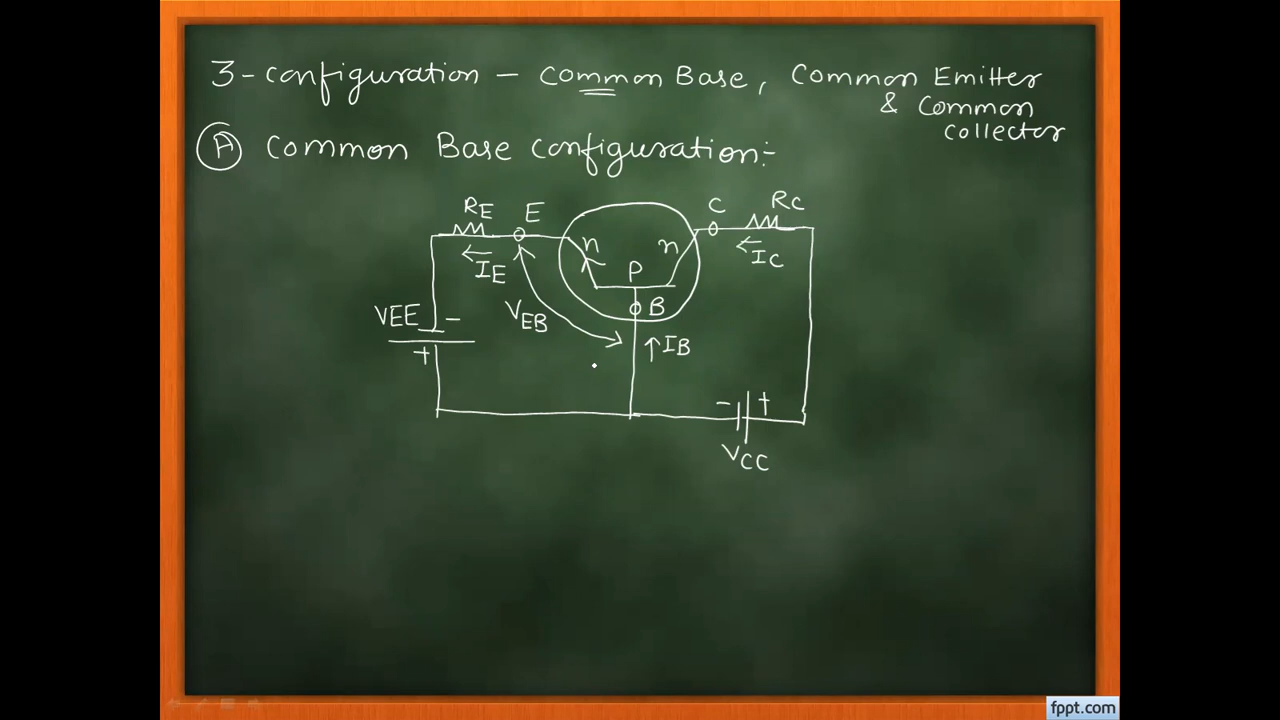 3-configuration - common Base, Common Emitter
& Common
collector
A Common Base configuration:-
RE E C RC
n n
IE P IC
VEE - VEB B
+ IB
- +
VCC
fppt.com